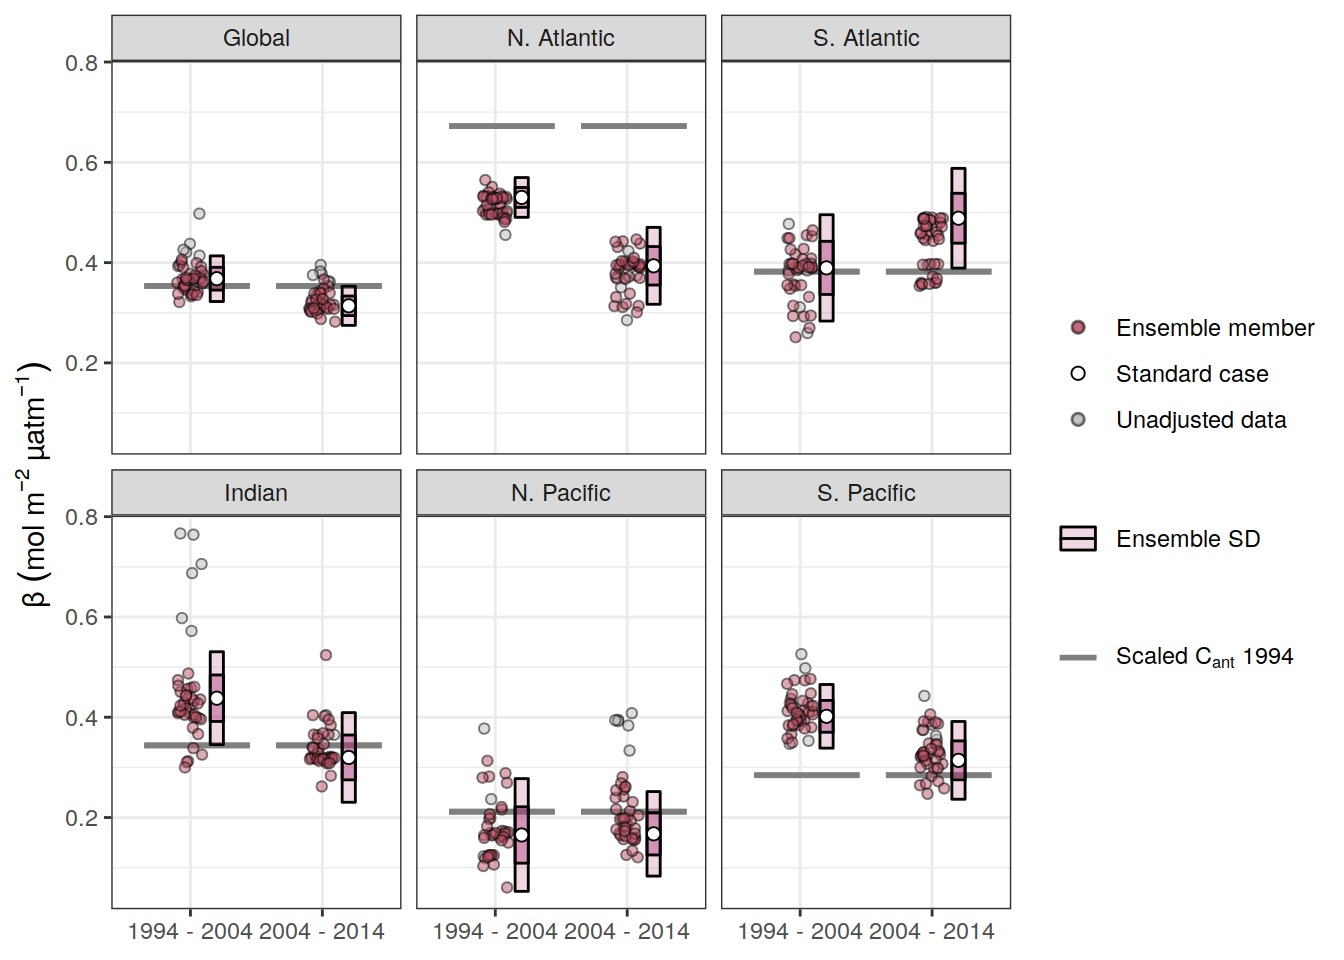 Global
N. Atlantic
S. Atlantic
0.8
0.6
0.4
0.2
Indian
N. Pacific
S. Pacific
0.8
0.6
0.4
0.2
1994 - 2004 2004 - 2014
1994 - 2004 2004 - 2014
1994 - 2004 2004 - 2014
β (mol m⁻² µatm⁻¹)
Ensemble member
Standard case
Unadjusted data
Ensemble SD
Scaled Cant 1994